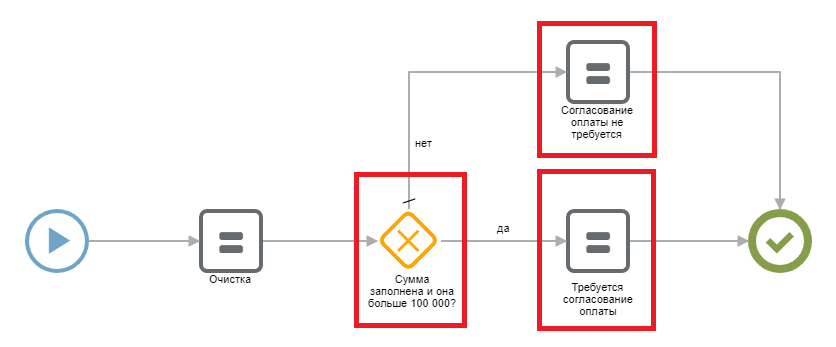 Согласование
оплаты не
требуется
нет
да
Очистка
Сумма
заполнена и она
больше 100 000?
Требуется
согласование
оплаты